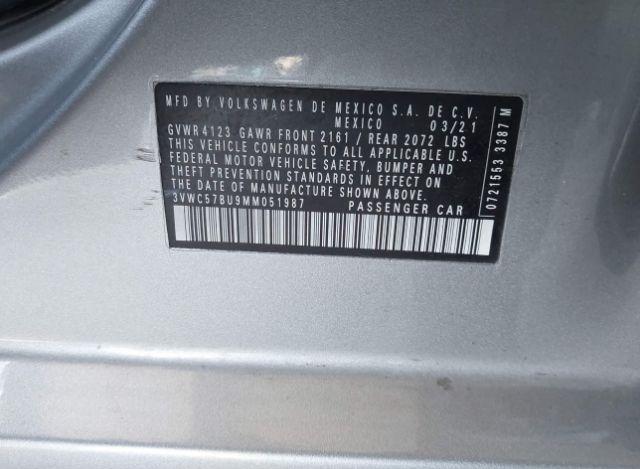 MFD BY VOLKSWAGEN DE MEXICO S.A. DE C.V.
MEXICO 03/21
GVWR 4123 GAWR FRONT 2161 / REAR 2072 LBS
THIS VEHICLE CONFORMS TO ALL APPLICABLE U.S.
FEDERAL MOTOR VEHICLE SAFETY, BUMPER AND
THEFT PREVENTION STANDARDS IN EFFECT ON
THE DATE OF MANUFACTURE SHOWN ABOVE.
3VWC57BU9MM051987 PASSENGER CAR
0721553 3387 M